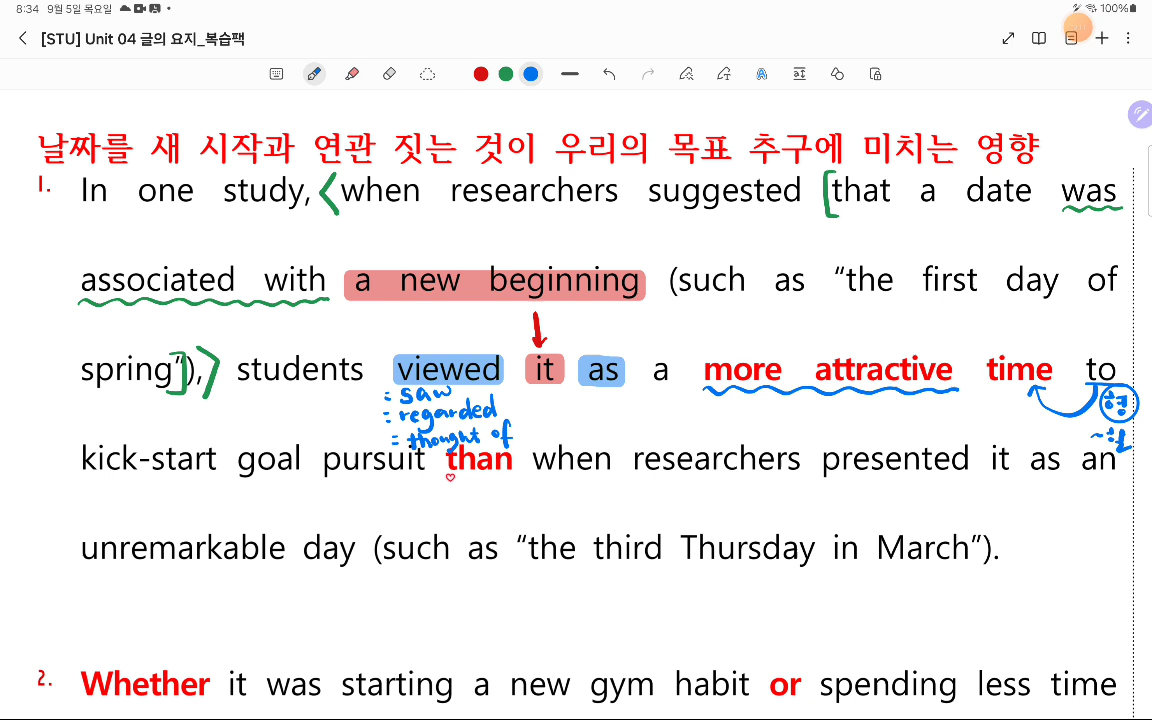 8:34 9월 5일 목요일
100%
[STU] Unit 04 글의 요지_복습팩
날짜를 새 시작과 연관 짓는 것이 우리의 목표 추구에 미치는 영향
1. In one study, when researchers suggested that a date was
associated with a new beginning (such as “the first day of
spring”), students viewed it as a more attractive time to
= saw
= regarded
= thought of
형
~할
kick-start goal pursuit than when researchers presented it as an
unremarkable day (such as “the third Thursday in March”).
2. Whether it was starting a new gym habit or spending less time